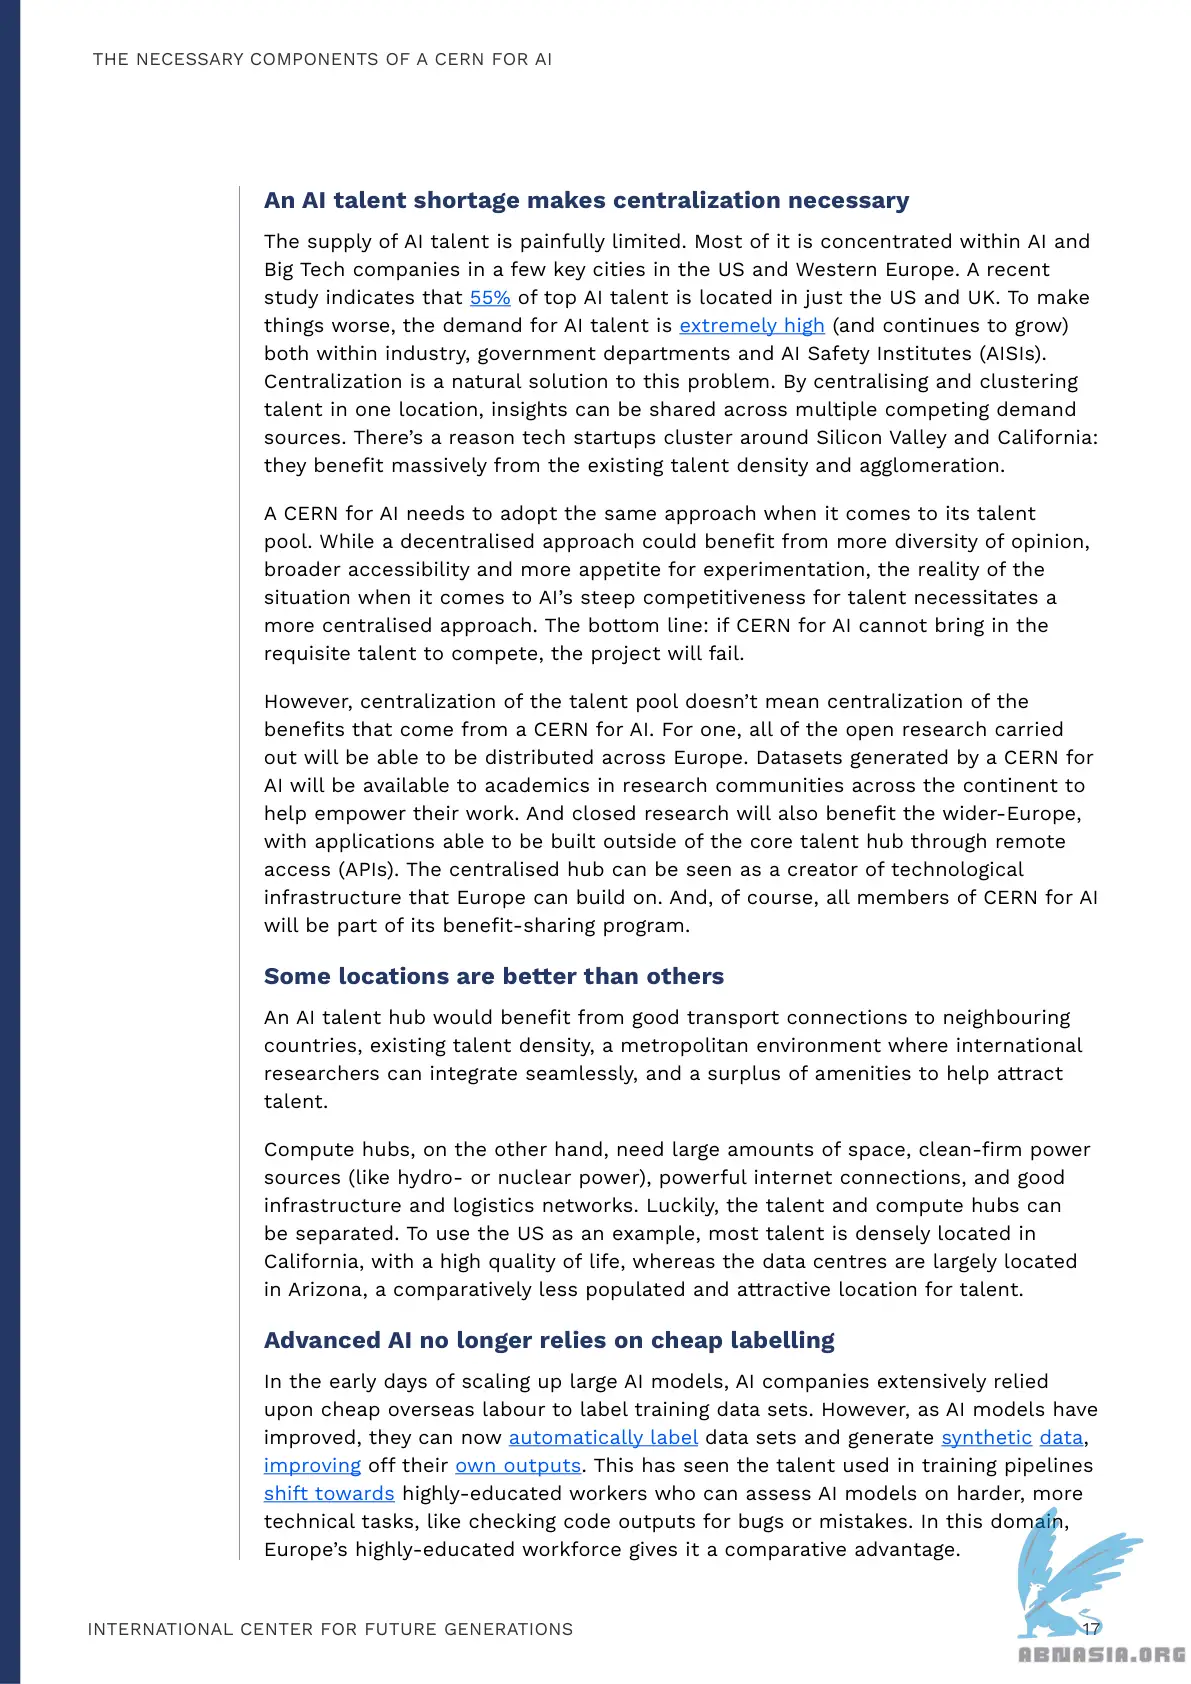 THE NECESSARY COMPONENTS OF A CERN FOR AI
An AI talent shortage makes centralization necessary
The supply of AI talent is painfully limited. Most of it is concentrated within AI and
Big Tech companies in a few key cities in the US and Western Europe. A recent
study indicates that 55% of top AI talent is located in just the US and UK. To make
things worse, the demand for AI talent is extremely high (and continues to grow)
both within industry, government departments and AI Safety Institutes (AISIs).
Centralization is a natural solution to this problem. By centralising and clustering
talent in one location, insights can be shared across multiple competing demand
sources. There’s a reason tech startups cluster around Silicon Valley and California:
they benefit massively from the existing talent density and agglomeration.
A CERN for AI needs to adopt the same approach when it comes to its talent
pool. While a decentralised approach could benefit from more diversity of opinion,
broader accessibility and more appetite for experimentation, the reality of the
situation when it comes to AI’s steep competitiveness for talent necessitates a
more centralised approach. The bottom line: if CERN for AI cannot bring in the
requisite talent to compete, the project will fail.
However, centralization of the talent pool doesn’t mean centralization of the
benefits that come from a CERN for AI. For one, all of the open research carried
out will be able to be distributed across Europe. Datasets generated by a CERN for
AI will be available to academics in research communities across the continent to
help empower their work. And closed research will also benefit the wider-Europe,
with applications able to be built outside of the core talent hub through remote
access (APIs). The centralised hub can be seen as a creator of technological
infrastructure that Europe can build on. And, of course, all members of CERN for AI
will be part of its benefit-sharing program.
Some locations are better than others
An AI talent hub would benefit from good transport connections to neighbouring
countries, existing talent density, a metropolitan environment where international
researchers can integrate seamlessly, and a surplus of amenities to help attract
talent.
Compute hubs, on the other hand, need large amounts of space, clean-firm power
sources (like hydro- or nuclear power), powerful internet connections, and good
infrastructure and logistics networks. Luckily, the talent and compute hubs can
be separated. To use the US as an example, most talent is densely located in
California, with a high quality of life, whereas the data centres are largely located
in Arizona, a comparatively less populated and attractive location for talent.
Advanced AI no longer relies on cheap labelling
In the early days of scaling up large AI models, AI companies extensively relied
upon cheap overseas labour to label training data sets. However, as AI models have
improved, they can now automatically label data sets and generate synthetic data,
improving off their own outputs. This has seen the talent used in training pipelines
shift towards highly-educated workers who can assess AI models on harder, more
technical tasks, like checking code outputs for bugs or mistakes. In this domain,
Europe’s highly-educated workforce gives it a comparative advantage.
INTERNATIONAL CENTER FOR FUTURE GENERATIONS
17
ABNASIA.ORG